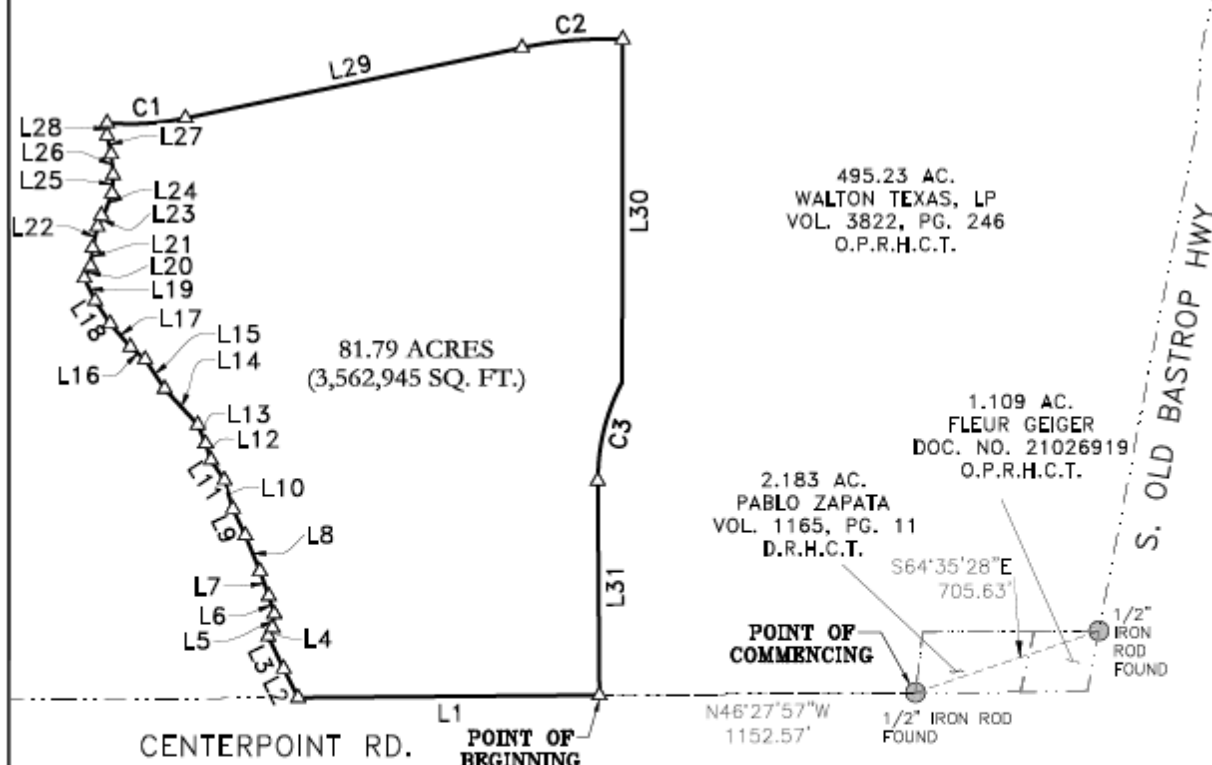 C2
L29
C1
L28
L27
L26
L25
L24
L23
L22
L21
L20
L19
L18
L17
L15
L16
L14
L13
L12
L11
L10
L9
L8
L7
L6
L5
L4
L3
L2
L1
L30
C3
L31
81.79 ACRES
(3,562,945 SQ. FT.)
495.23 AC.
WALTON TEXAS, LP
VOL. 3822, PG. 246
O.P.R.H.C.T.
S. OLD BASTROP HWY
1.109 AC.
FLEUR GEIGER
DOC. NO. 21026919
O.P.R.H.C.T.
2.183 AC.
PABLO ZAPATA
VOL. 1165, PG. 11
D.R.H.C.T.
S64°35'28"E
705.63'
1/2"
IRON
ROD
FOUND
POINT OF
COMMENCING
N46°27'57"W
1152.57'
1/2" IRON ROD
FOUND
CENTERPOINT RD.
POINT OF
BEGINNING